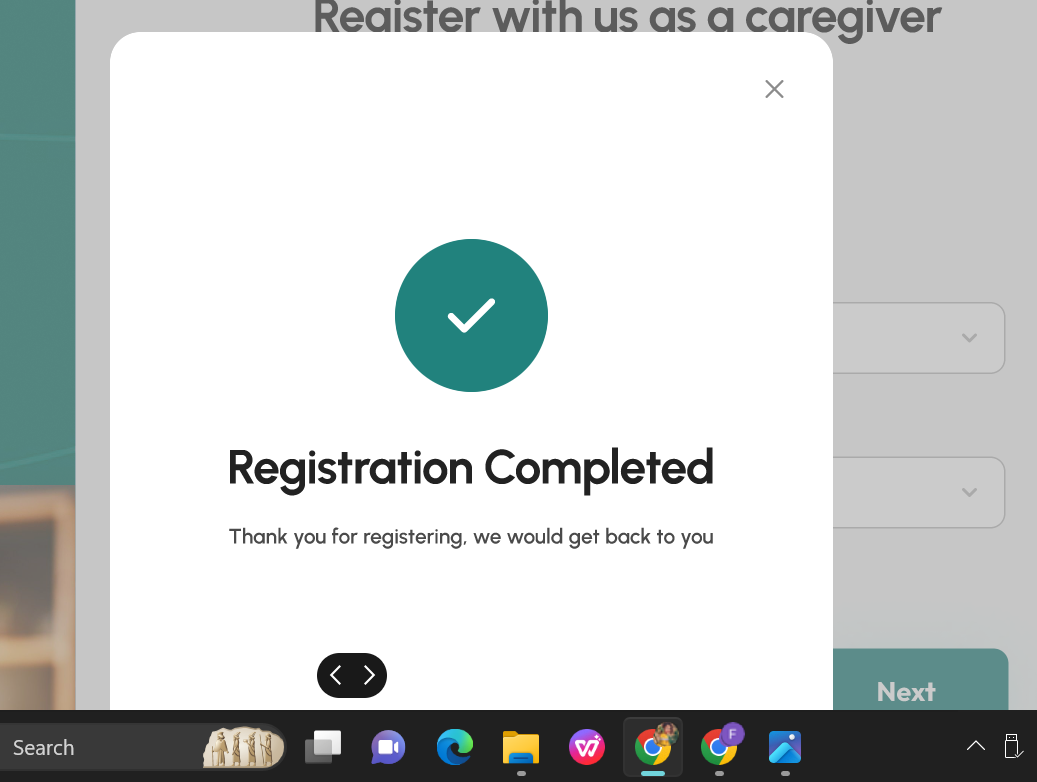 Register with us as a caregiver
Registration Completed
Thank you for registering, we would get back to you
Next
Search
F